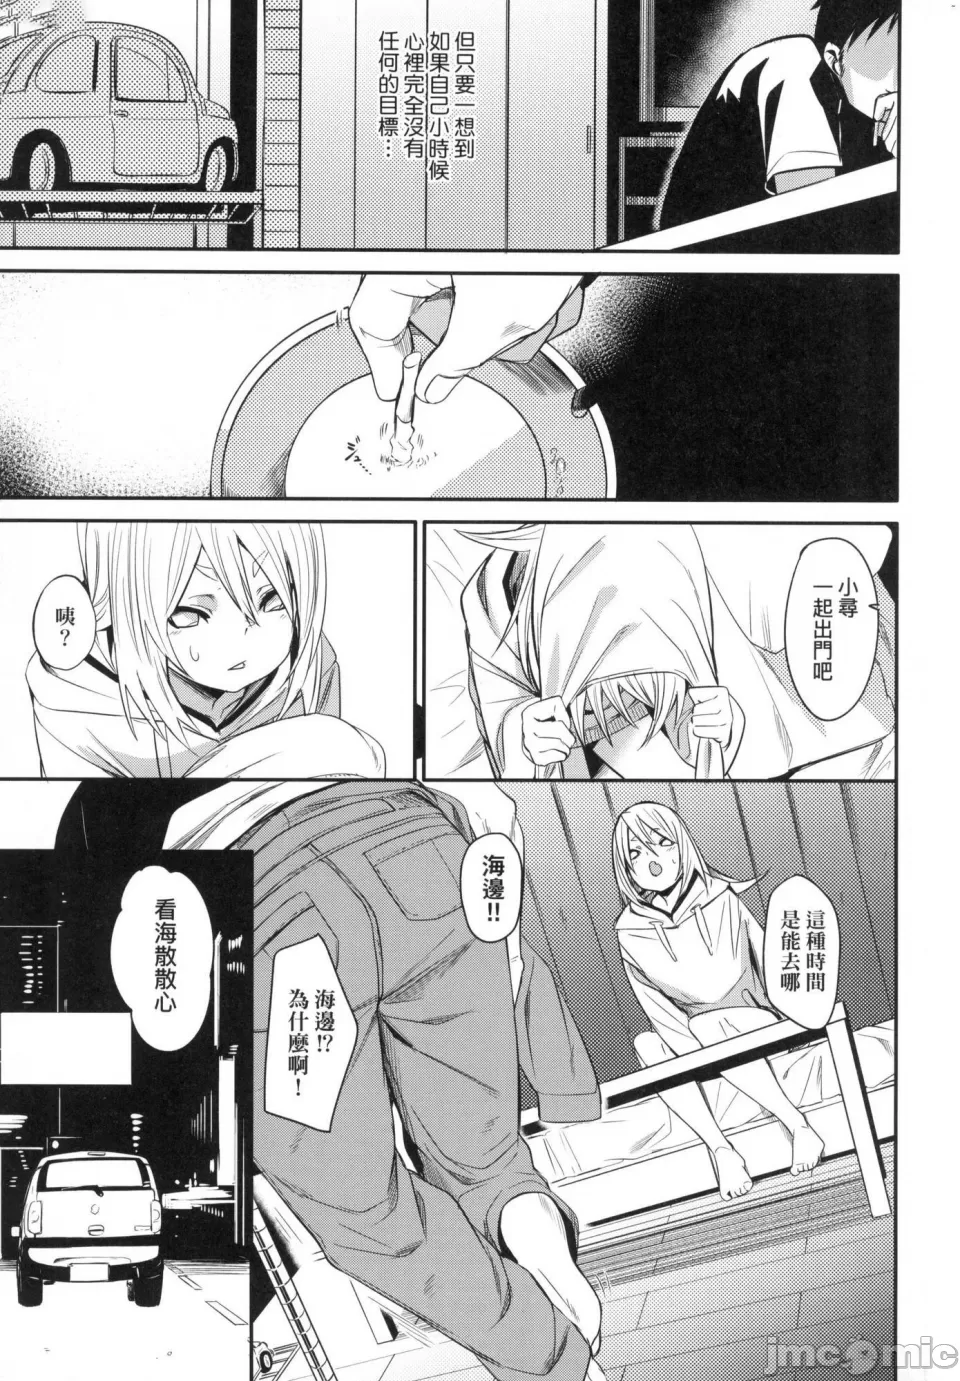 但只要一想到
如果自己小時候
心裡完全沒有
任何的目標…
ジュ……
小尋
一起出門吧
咦？
這種時間
是能去哪
海邊!!
海邊!?
為什麼啊！
看海散散心
jmcomic